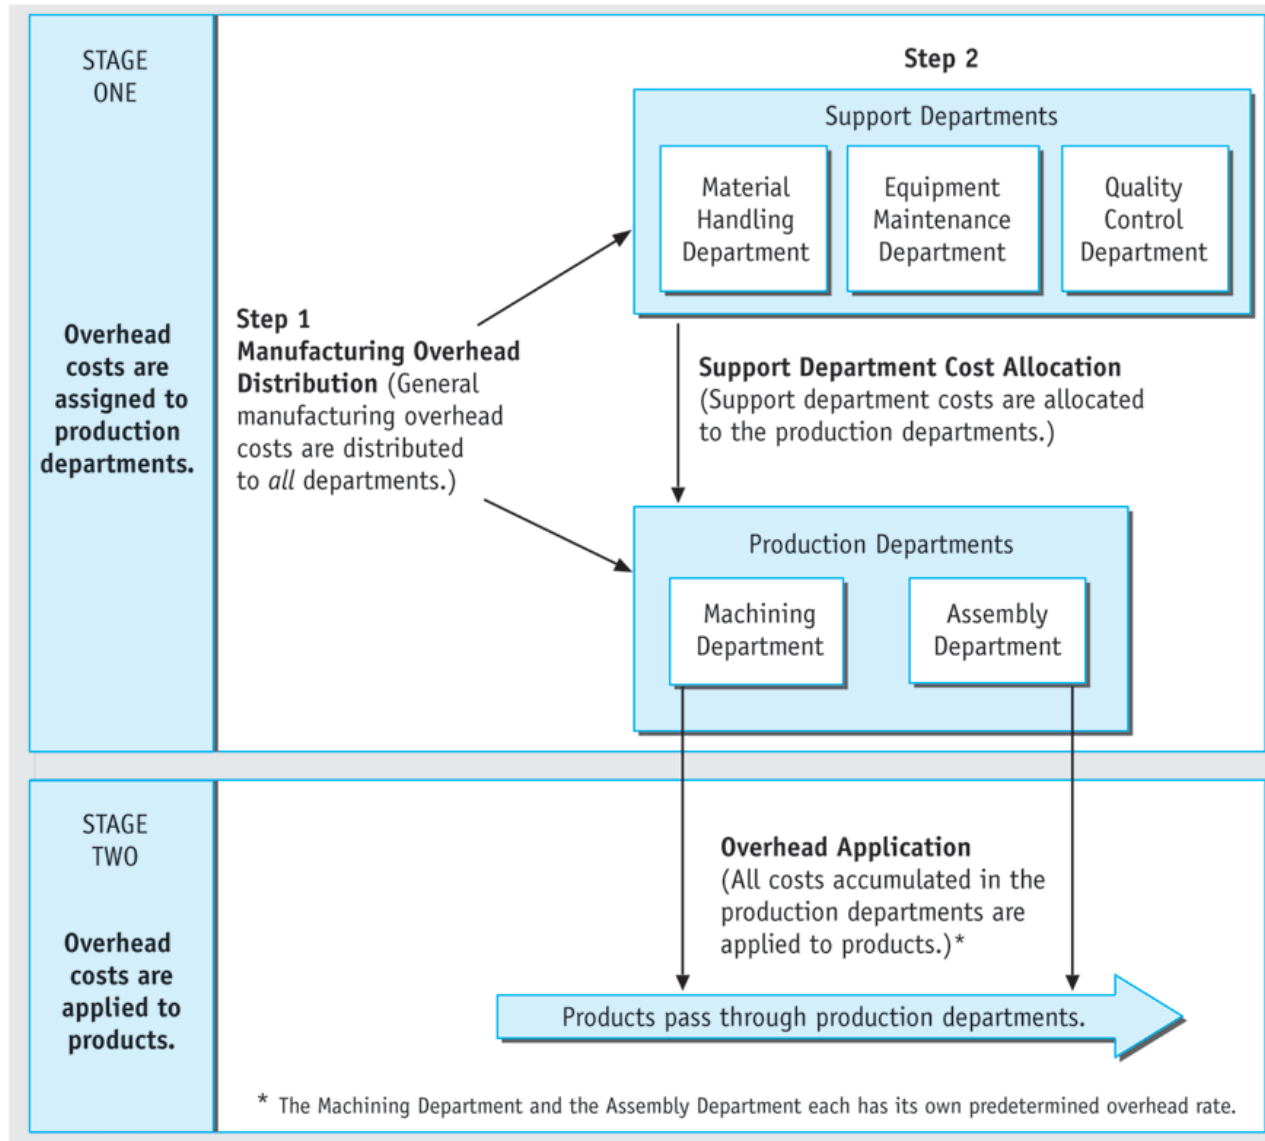 STAGE
ONE
Overhead
costs are
assigned to
production
departments.
Step 1
Manufacturing Overhead
Distribution (General
manufacturing overhead
costs are distributed
to all departments.)
Step 2
Support Departments
Material
Handling
Department
Equipment
Maintenance
Department
Quality
Control
Department
Support Department Cost Allocation
(Support department costs are allocated
to the production departments.)
Production Departments
Machining
Department
Assembly
Department
STAGE
TWO
Overhead
costs are
applied to
products.
Overhead Application
(All costs accumulated in the
production departments are
applied to products.)*
Products pass through production departments.
* The Machining Department and the Assembly Department each has its own predetermined overhead rate.